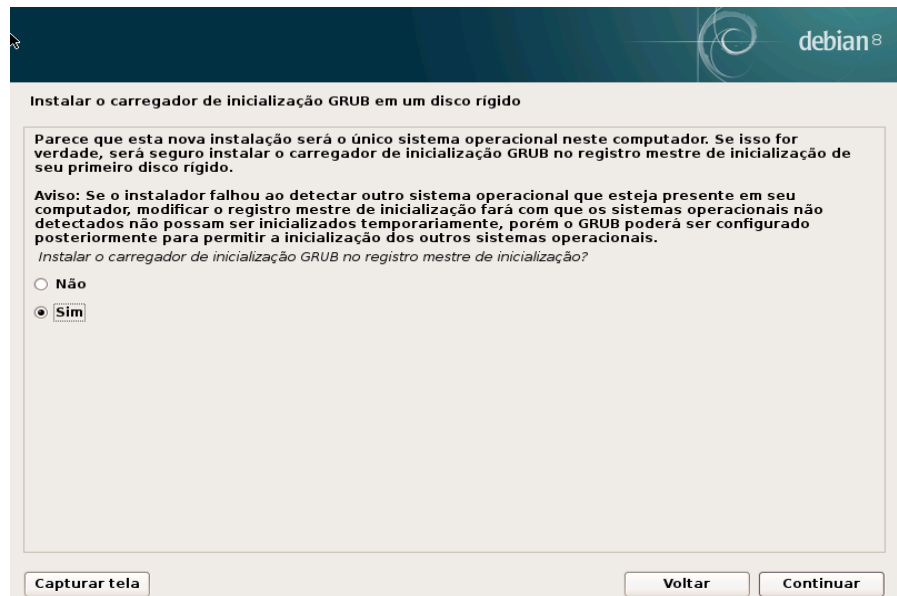 debian 8
Instalar o carregador de inicialização GRUB em um disco rígido
Parece que esta nova instalação será o único sistema operacional neste computador. Se isso for
verdade, será seguro instalar o carregador de inicialização GRUB no registro mestre de inicialização de
seu primeiro disco rígido.
Aviso: Se o instalador falhou ao detectar outro sistema operacional que esteja presente em seu
computador, modificar o registro mestre de inicialização fará com que os sistemas operacionais não
detectados não possam ser inicializados temporariamente, porém o GRUB poderá ser configurado
posteriormente para permitir a inicialização dos outros sistemas operacionais.
Instalar o carregador de inicialização GRUB no registro mestre de inicialização?
Não
Sim
Capturar tela
Voltar
Continuar